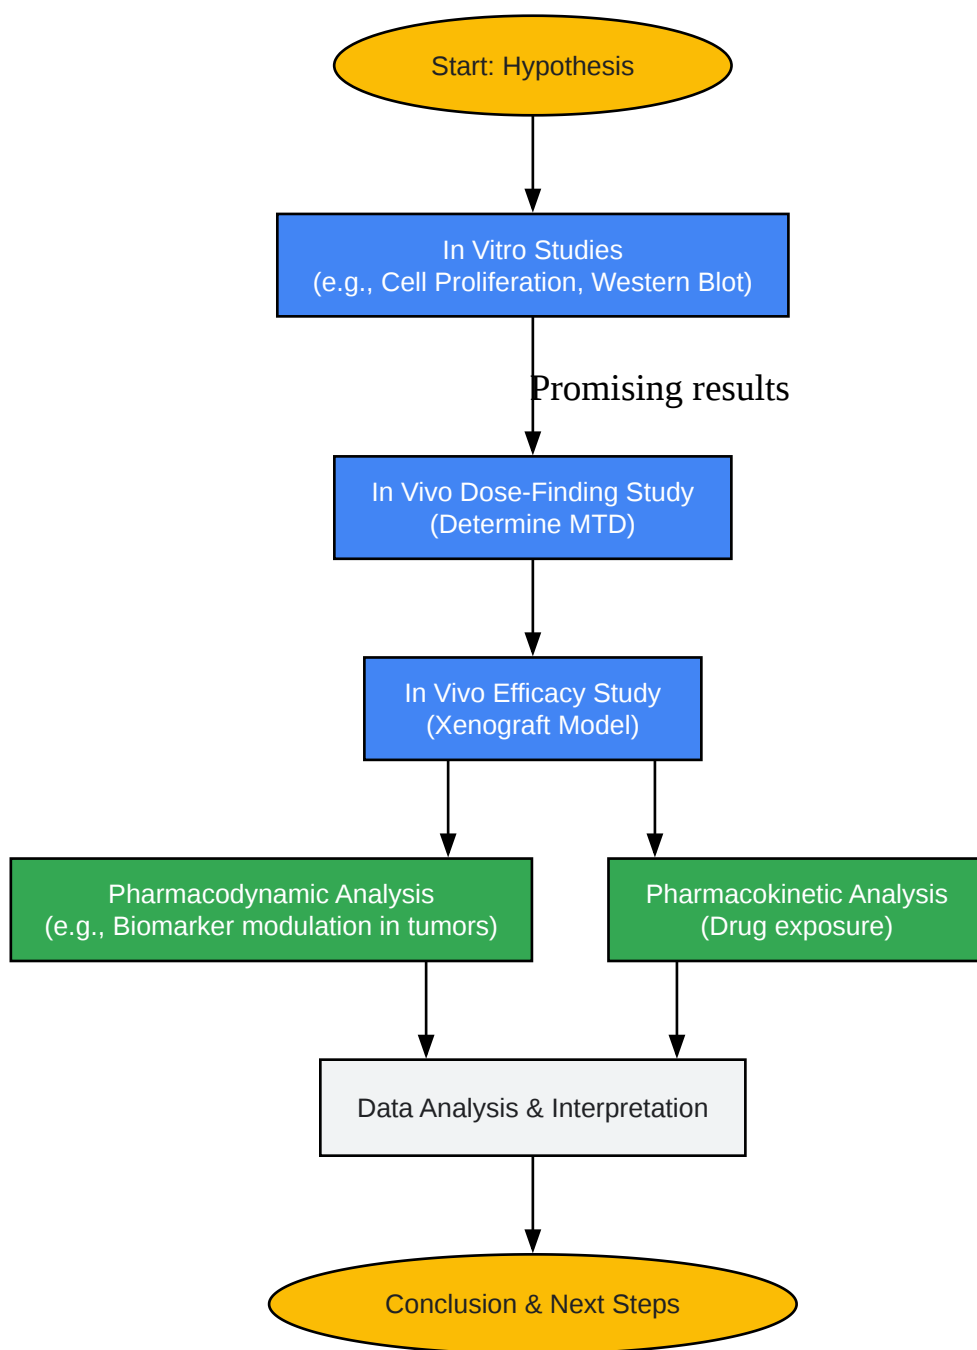 Start: Hypothesis
In Vitro Studies
(e.g., Cell Proliferation, Western Blot)
Promising results
In Vivo Dose-Finding Study
(Determine MTD)
In Vivo Efficacy Study
(Xenograft Model)
Pharmacodynamic Analysis
(e.g., Biomarker modulation in tumors)
Pharmacokinetic Analysis
(Drug exposure)
Data Analysis & Interpretation
Conclusion & Next Steps